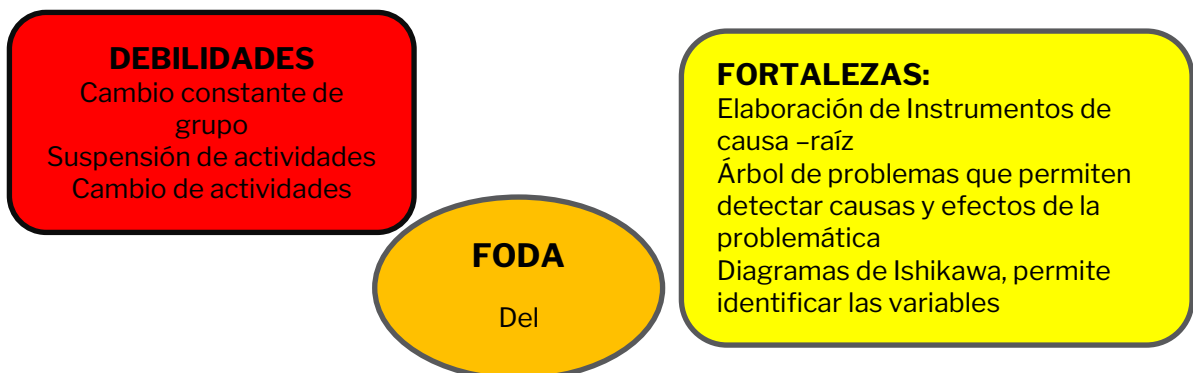 DEBILIDADES
Cambio constante de
grupo
Suspensión de actividades
Cambio de actividades
FORTALEZAS:
Elaboración de Instrumentos de
causa –raíz
Árbol de problemas que permiten
detectar causas y efectos de la
problemática
Diagramas de Ishikawa, permite
identificar las variables
FODA
Del